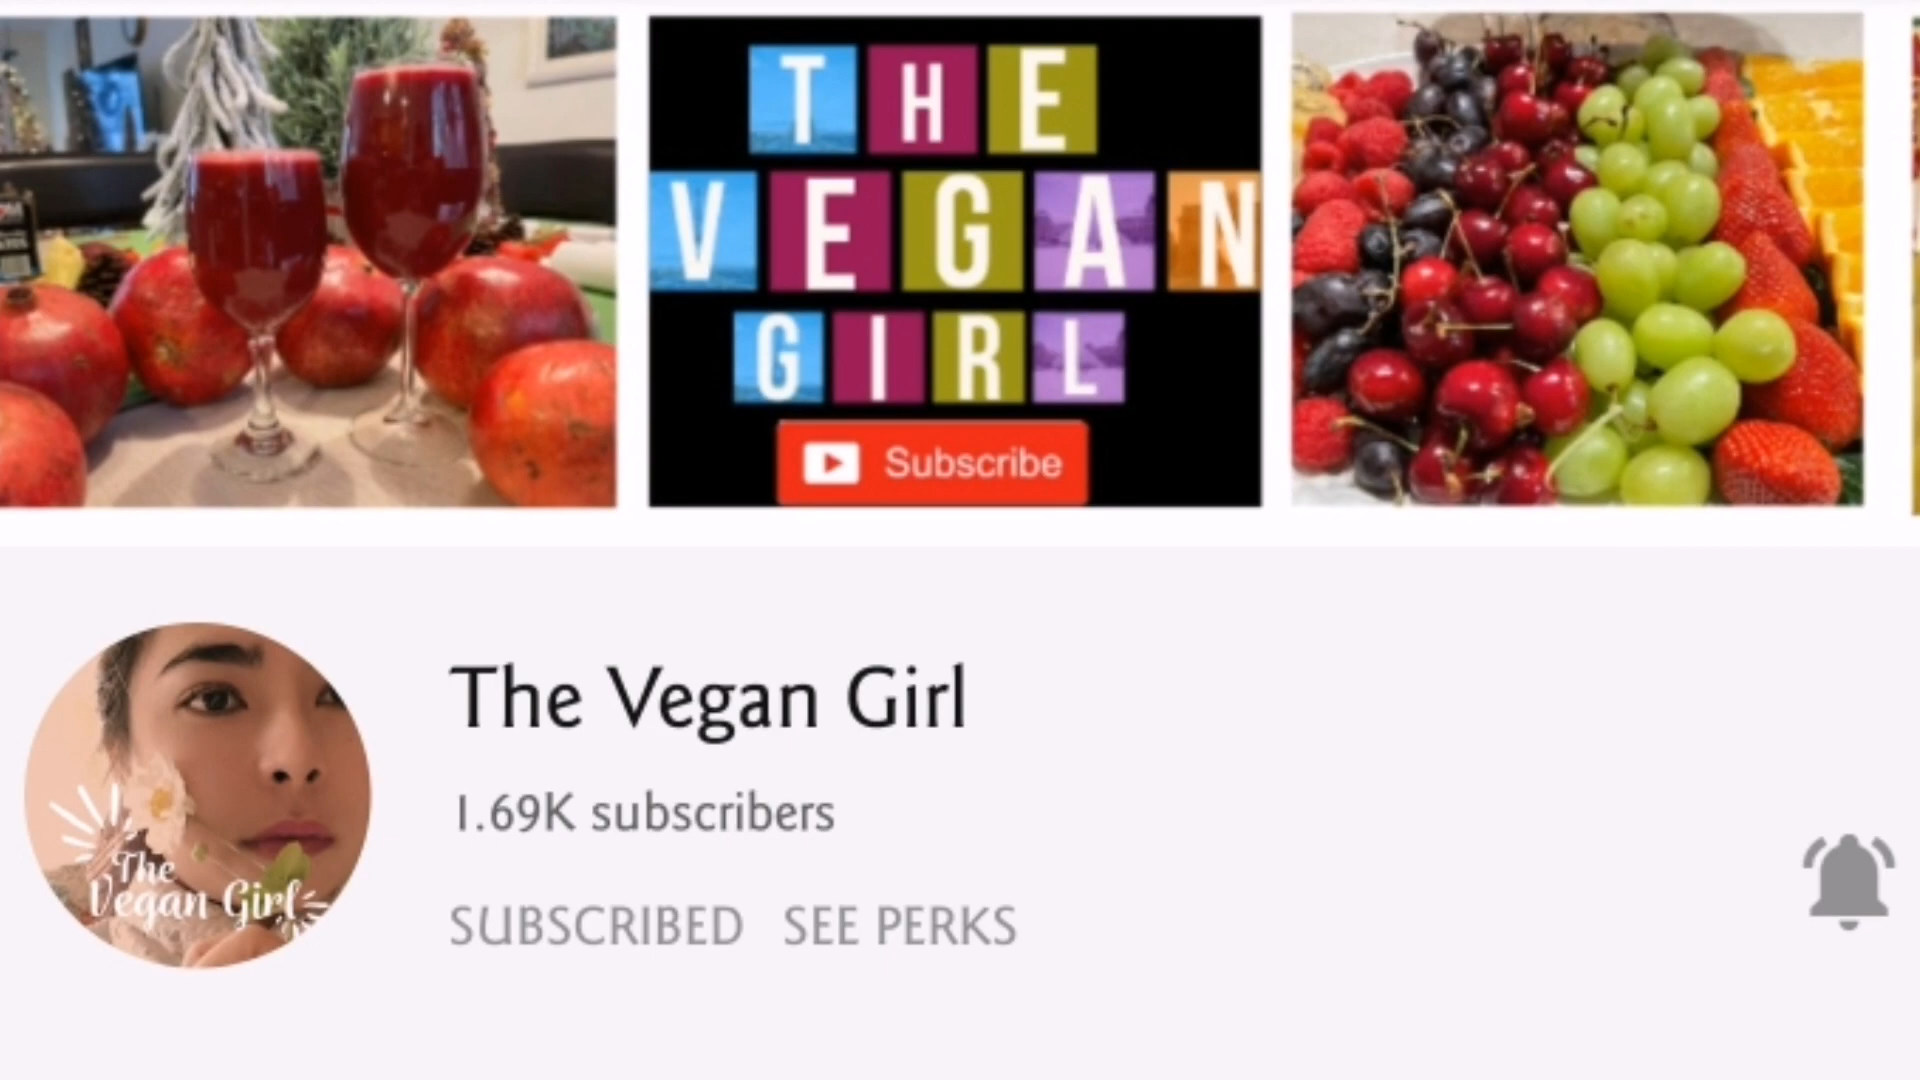 THE
VEGAN
GIRL
Subscribe
The
Vegan Girl
The Vegan Girl
1.69K subscribers
SUBSCRIBED SEE PERKS